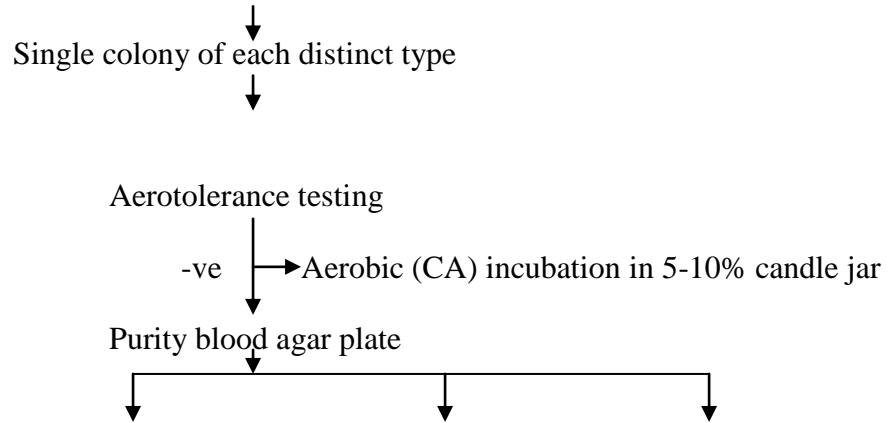 Single colony of each distinct type
Aerotolerance testing
-ve Aerobic (CA) incubation in 5-10% candle jar
Purity blood agar plate